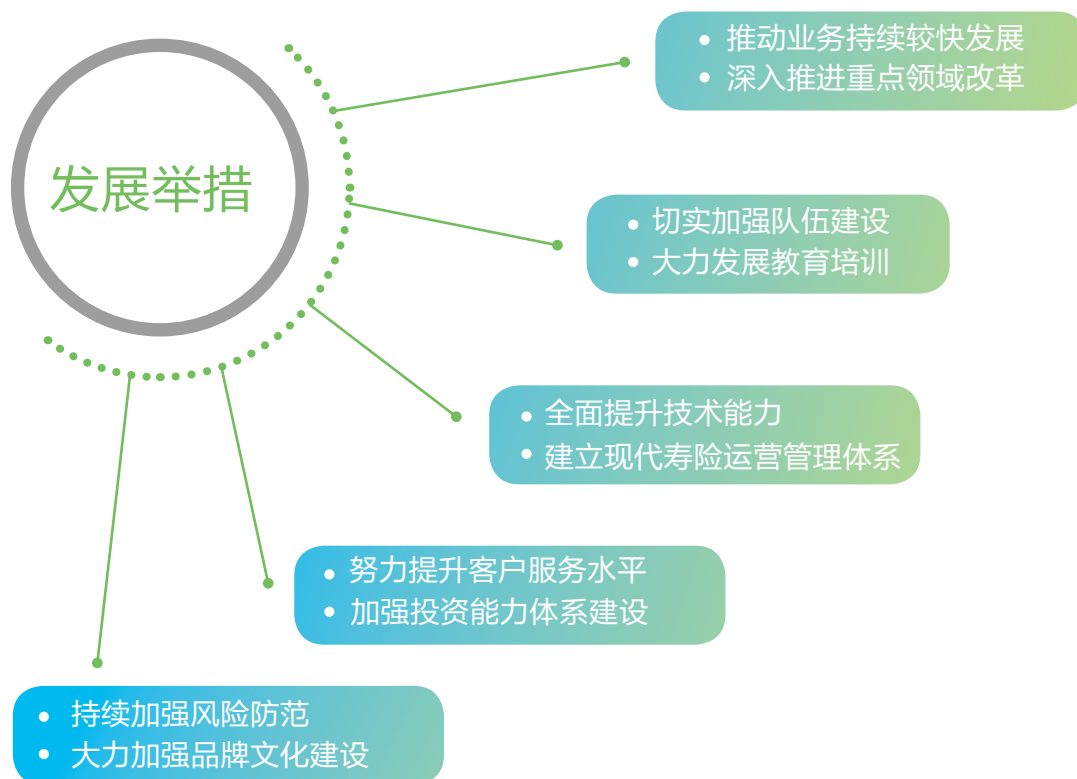 发展举措
推动业务持续较快发展
深入推进重点领域改革
切实加强队伍建设
大力发展教育培训
全面提升技术能力
建立现代寿险运营管理体系
努力提升客户服务水平
加强投资能力体系建设
持续加强风险防范
大力加强品牌文化建设